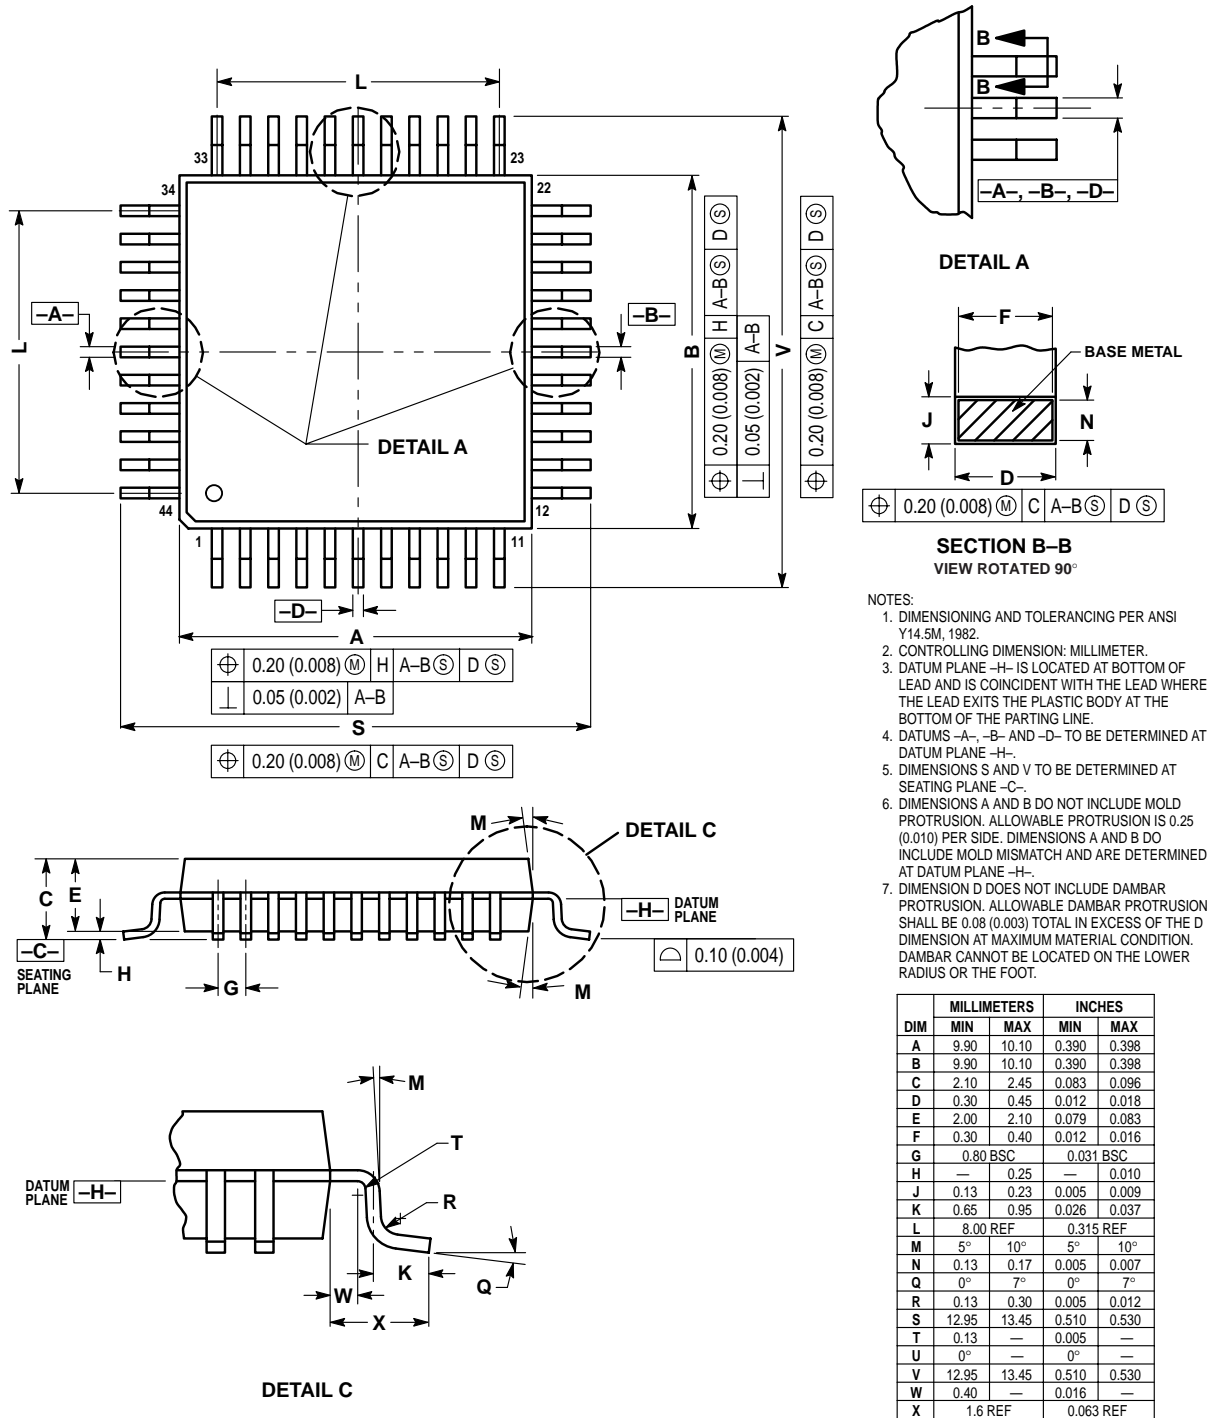 L
33
23
34
22
–A–
–B–
L
B
V
DETAIL A
44
12
1
11
–D–
A
0.20 (0.008) Ⓜ H A–B Ⓢ D Ⓢ
0.05 (0.002) A–B
S
0.20 (0.008) Ⓜ C A–B Ⓢ D Ⓢ
0.20 (0.008) Ⓜ H A–B Ⓢ D Ⓢ
0.05 (0.002) A–B
0.20 (0.008) Ⓜ C A–B Ⓢ D Ⓢ
B
B
–A–, –B–, –D–
DETAIL A
F
BASE METAL
J
N
D
0.20 (0.008) Ⓜ C A–B Ⓢ D Ⓢ
SECTION B–B
VIEW ROTATED 90°
M
DETAIL C
C
E
–H– DATUM
PLANE
–C–
SEATING
PLANE
H
G
M
0.10 (0.004)
M
T
DATUM
PLANE –H–
R
K
W
Q
X
DETAIL C
NOTES:
1. DIMENSIONING AND TOLERANCING PER ANSI
Y14.5M, 1982.
2. CONTROLLING DIMENSION: MILLIMETER.
3. DATUM PLANE –H– IS LOCATED AT BOTTOM OF
LEAD AND IS COINCIDENT WITH THE LEAD WHERE
THE LEAD EXITS THE PLASTIC BODY AT THE
BOTTOM OF THE PARTING LINE.
4. DATUMS –A–, –B– AND –D– TO BE DETERMINED AT
DATUM PLANE –H–.
5. DIMENSIONS S AND V TO BE DETERMINED AT
SEATING PLANE –C–.
6. DIMENSIONS A AND B DO NOT INCLUDE MOLD
PROTRUSION. ALLOWABLE PROTRUSION IS 0.25
(0.010) PER SIDE. DIMENSIONS A AND B DO
INCLUDE MOLD MISMATCH AND ARE DETERMINED
AT DATUM PLANE –H–.
7. DIMENSION D DOES NOT INCLUDE DAMBAR
PROTRUSION. ALLOWABLE DAMBAR PROTRUSION
SHALL BE 0.08 (0.003) TOTAL IN EXCESS OF THE D
DIMENSION AT MAXIMUM MATERIAL CONDITION.
DAMBAR CANNOT BE LOCATED ON THE LOWER
RADIUS OR THE FOOT.
MILLIMETERS INCHES
DIM MIN MAX MIN MAX
A 9.90 10.10 0.390 0.398
B 9.90 10.10 0.390 0.398
C 2.10 2.45 0.083 0.096
D 0.30 0.45 0.012 0.018
E 2.00 2.10 0.079 0.083
F 0.30 0.40 0.012 0.016
G 0.80 BSC 0.031 BSC
H — 0.25 — 0.010
J 0.13 0.23 0.005 0.009
K 0.65 0.95 0.026 0.037
L 8.00 REF 0.315 REF
M 5° 10° 5° 10°
N 0.13 0.17 0.005 0.007
Q 0° 7° 0° 7°
R 0.13 0.30 0.005 0.012
S 12.95 13.45 0.510 0.530
T 0.13 — 0.005 —
U 0° — 0° —
V 12.95 13.45 0.510 0.530
W 0.40 — 0.016 —
X 1.6 REF 0.063 REF